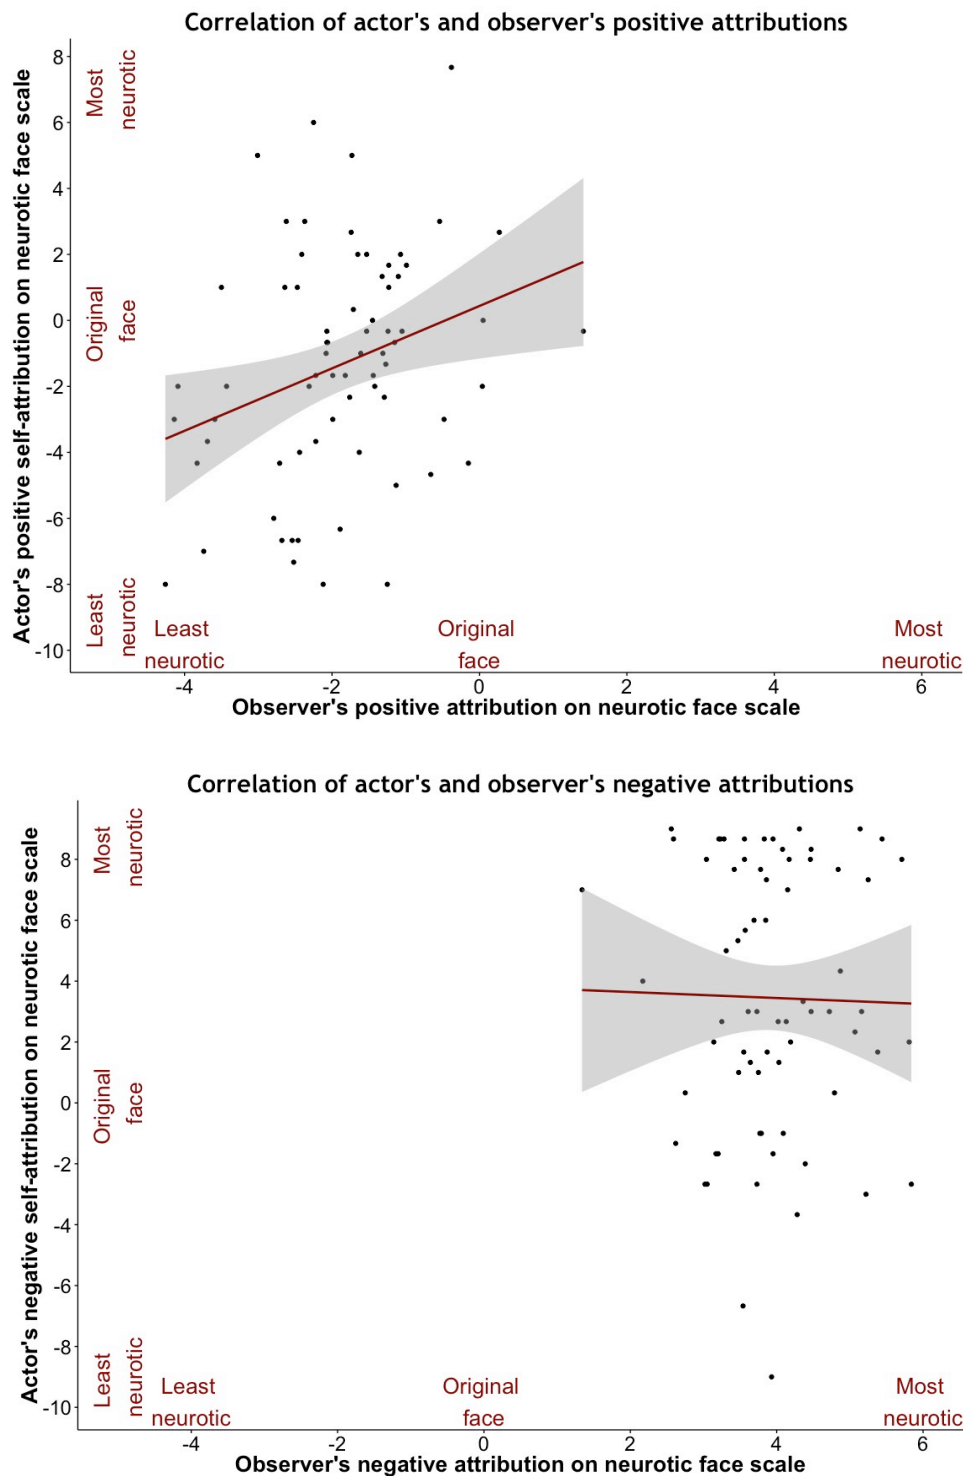 Correlation of actor's and observer's positive attributions
Actor's positive self-attribution on neurotic face scale
Most
neurotic
Original
face
Least
neurotic
8
6
4
2
0
-2
-4
-6
-8
-10
Least
neurotic
Original
face
Most
neurotic
-4 -2 0 2 4 6
Observer's positive attribution on neurotic face scale
Correlation of actor's and observer's negative attributions
Actor's negative self-attribution on neurotic face scale
Most
neurotic
Original
face
Least
neurotic
8
6
4
2
0
-2
-4
-6
-8
-10
Least
neurotic
Original
face
Most
neurotic
-4 -2 0 2 4 6
Observer's negative attribution on neurotic face scale